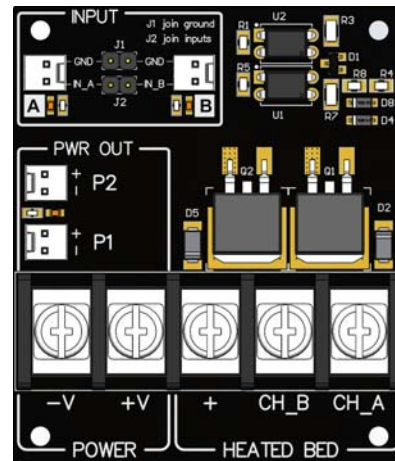 INPUT
J1 join ground
J2 join inputs
J1
GND
GND
IN_A
IN_B
J2
A
B
U2
R1
R3
D1
R5
R8
R4
U1
R7
D8
D4
PWR OUT
+
-
P2
+
-
P1
Q2
Q1
D5
D2
-V
+V
+
CH_B
CH_A
POWER
HEATED BED